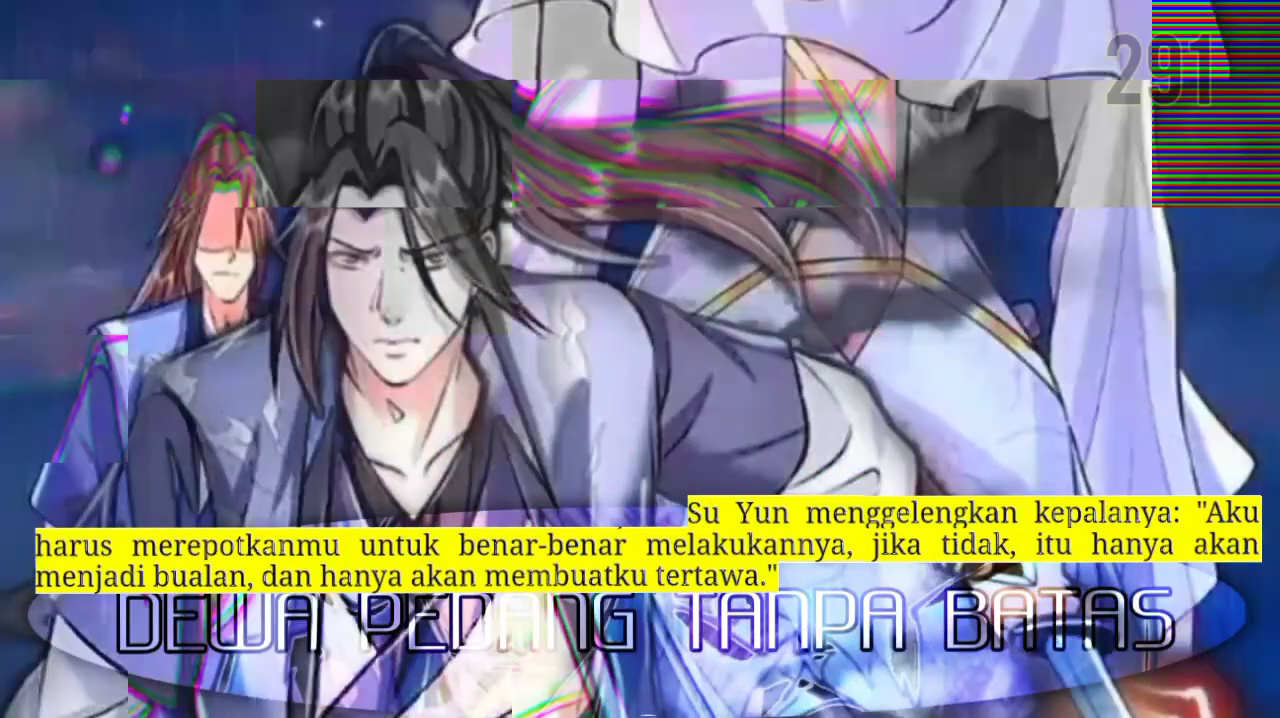 291
Su Yun menggelengkan kepalanya: "Aku
harus merepotkanmu untuk benar-benar melakukannya, jika tidak, itu hanya akan
menjadi bualan, dan hanya akan membuatku tertawa."
DEWA PEDANG TANPA BATAS